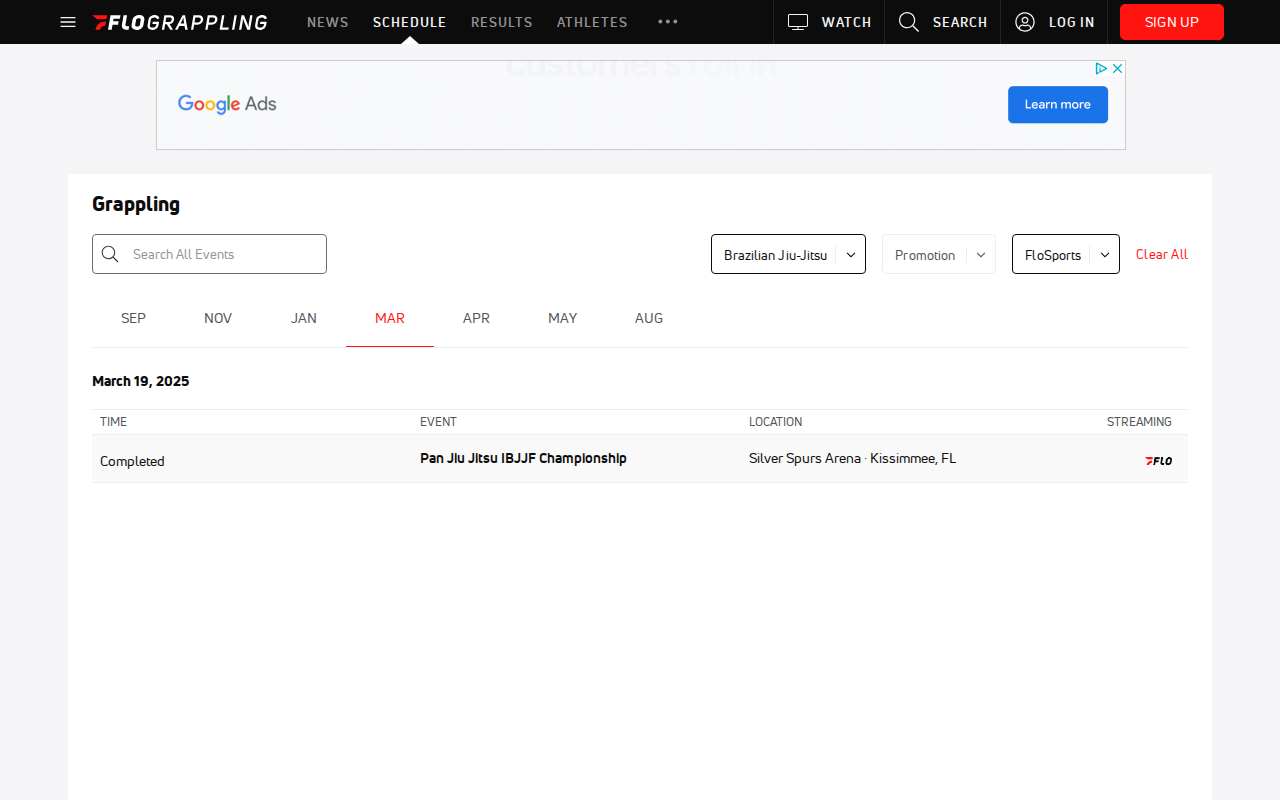 FLOGRAPPLING NEWS SCHEDULE RESULTS ATHLETES WATCH SEARCH LOG IN SIGN UP
customers
Google Ads Learn more
Grappling
Search All Events Brazilian Jiu-Jitsu Promotion FloSports Clear All
SEP NOV JAN MAR APR MAY AUG
March 19, 2025
TIME EVENT LOCATION STREAMING
Completed Pan Jiu Jitsu IBJJF Championship Silver Spurs Arena · Kissimmee, FL FLO